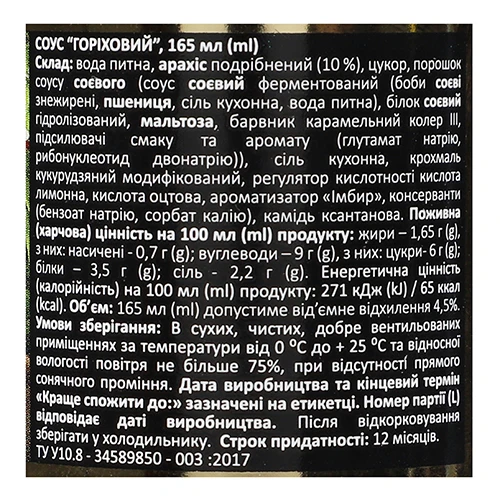 СОУС "ГОРІХОВИЙ", 165 мл (ml)
Склад: вода питна, арахіс подрібнений (10 %), цукор, порошок
соусу соєвого (соус соєвий ферментований (боби соєві
знежирені, пшениця, сіль кухонна, вода питна), білок соєвий
гідролізований, мальтоза, барвник карамельний колер III,
підсилювачі смаку та аромату (глутамат натрію,
рибонуклеотид двонатрію)), сіль кухонна, крохмаль
кукурудзяний модифікований, регулятор кислотності кислота
лимонна, кислота оцтова, ароматизатор «Імбир», консерванти
(бензоат натрію, сорбат калію), камідь ксантанова. Поживна
(харчова) цінність на 100 мл (ml) продукту: жири – 1,65 г (g),
з них: насичені - 0,7 г (g); вуглеводи – 9 г (g), з них: цукри- 6 г (g);
білки – 3,5 г (g); сіль - 2,2 г (g). Енергетична цінність
(калорійність) на 100 мл (ml) продукту: 271 кДж (kJ) / 65 ккал
(kcal). Об'єм: 165 мл (ml) допустиме від'ємне відхилення 4,5%.
Умови зберігання: В сухих, чистих, добре вентильованих
приміщеннях за температури від 0 °С до + 25 °С та відносної
вологості повітря не більше 75%, при відсутності прямого
сонячного проміння. Дата виробництва та кінцевий термін
«Краще спожити до:» зазначені на етикетці. Номер партії (L)
відповідає даті виробництва. Після відкорковування
зберігати у холодильнику. Строк придатності: 12 місяців.
ТУ У10.8 - 34589850 - 003 :2017